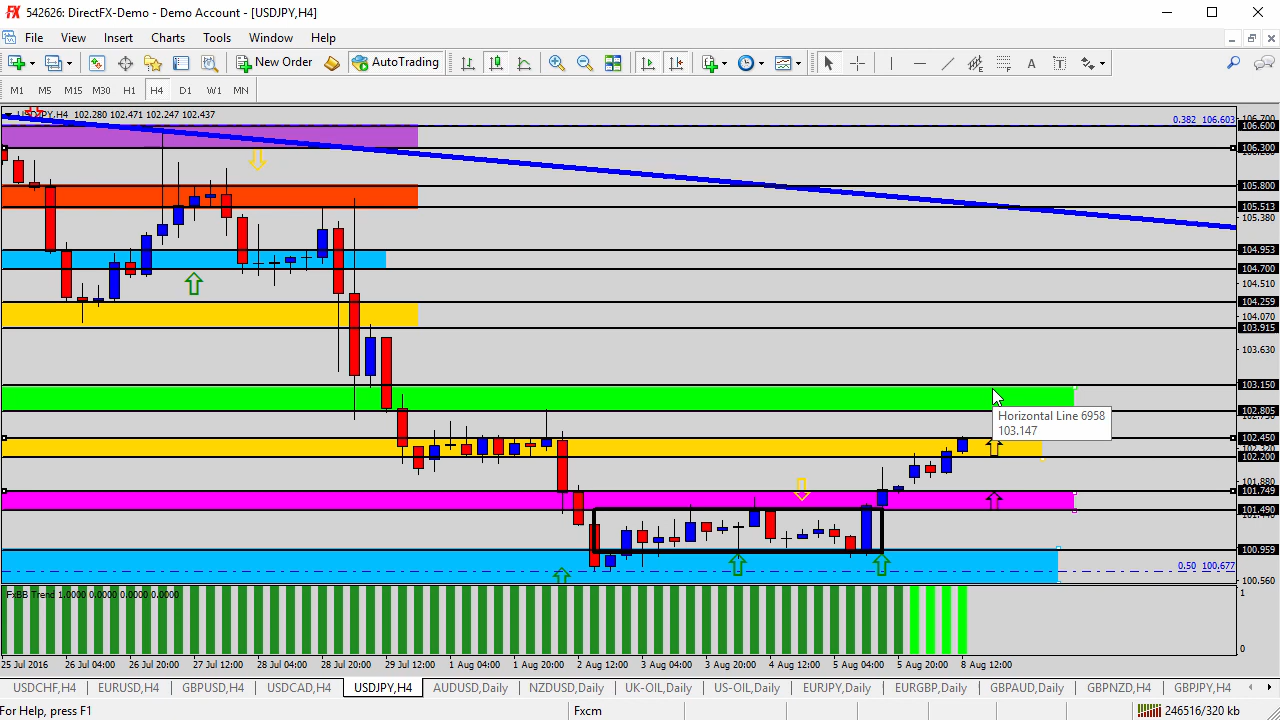 542626: DirectFX-Demo - Demo Account - [USDJPY,H4]
File View Insert Charts Tools Window Help
New Order AutoTrading A T
M1 M5 M15 M30 H1 H4 D1 W1 MN
USDJPY,H4 102.280 102.471 102.247 102.437
0.382 106.603
106.600
106.300
105.800
105.513
105.380
104.953
104.700
104.510
104.259
104.070
103.915
103.630
103.150
102.805
Horizontal Line 6958
103.147
102.450
102.200
101.880
101.749
101.490
100.959
0.50 100.677
100.560
FxBB Trend 1.0000 0.0000 0.0000 0.0000
1
0
25 Jul 2016 26 Jul 04:00 26 Jul 20:00 27 Jul 12:00 28 Jul 04:00 28 Jul 20:00 29 Jul 12:00 1 Aug 04:00 1 Aug 20:00 2 Aug 12:00 3 Aug 04:00 3 Aug 20:00 4 Aug 12:00 5 Aug 04:00 5 Aug 20:00 8 Aug 12:00
USDCHF,H4 EURUSD,H4 GBPUSD,H4 USDCAD,H4 USDJPY,H4 AUDUSD,Daily NZDUSD,Daily UK-OIL,Daily US-OIL,Daily EURJPY,Daily EURGBP,Daily GBPAUD,Daily GBPNZD,H4 GBPJPY,H4
For Help, press F1 Fxcm 246516/320 kb